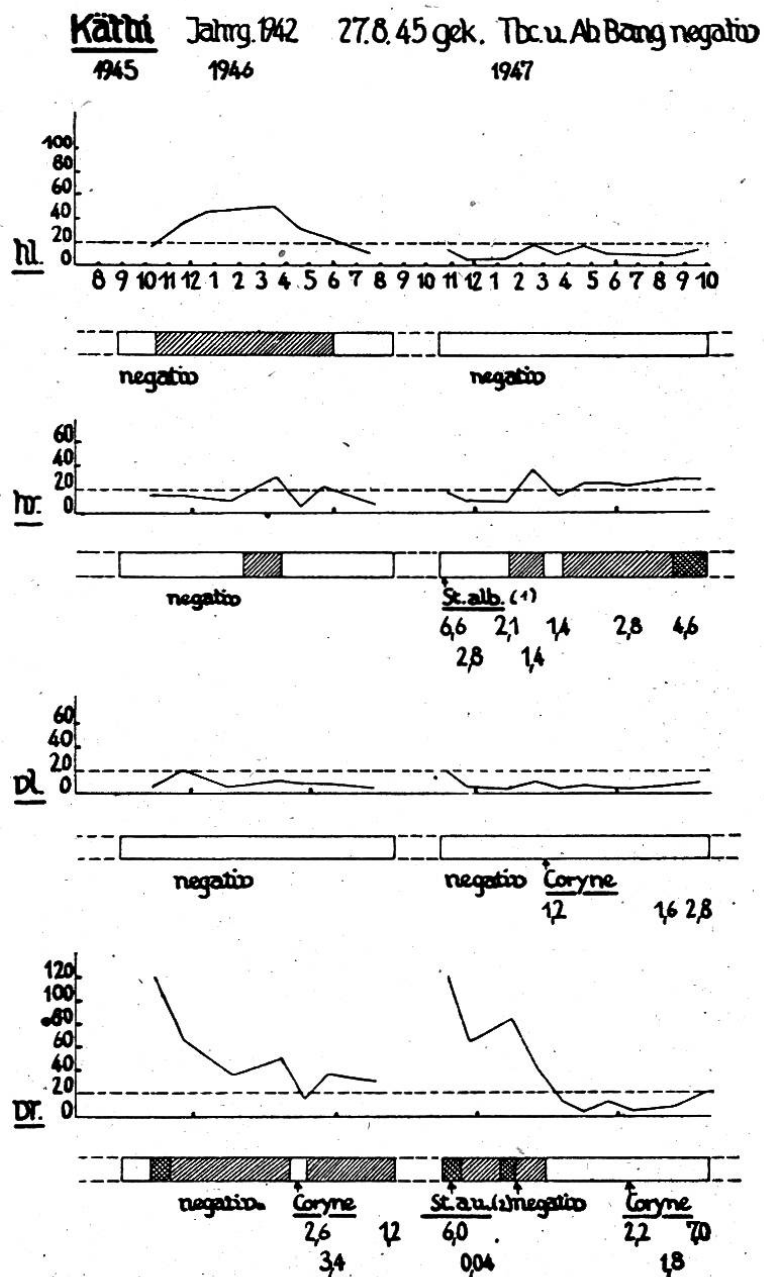 Käthi Jahrg. 1942 27.8.45 gek. Tbc. u. Ab. Bang negativ
1945 1946 1947
100
80
60
40
20
0
hl.
8 9 10 11 12 1 2 3 4 5 6 7 8 9 10 11 12 1 2 3 4 5 6 7 8 9 10
negativ negativ
60
40
20
0
hr.
negativ St. alb. (1)
6,6 2,1 1,4 2,8 4,6
2,8 1,4
60
40
20
0
vl.
negativ negativ Coryne
1,2 1,6 2,8
120
100
80
60
40
20
0
vr.
negativ. Coryne St. au. (2) negativ Coryne
2,6 1,2 6,0 2,2 7,0
3,4 0,04 1,8